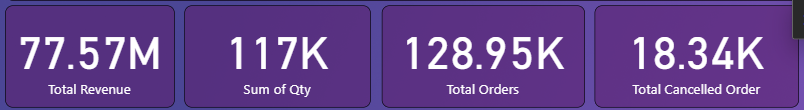 77.57M
Total Revenue
117K
Sum of Qty
128.95K
Total Orders
18.34K
Total Cancelled Order